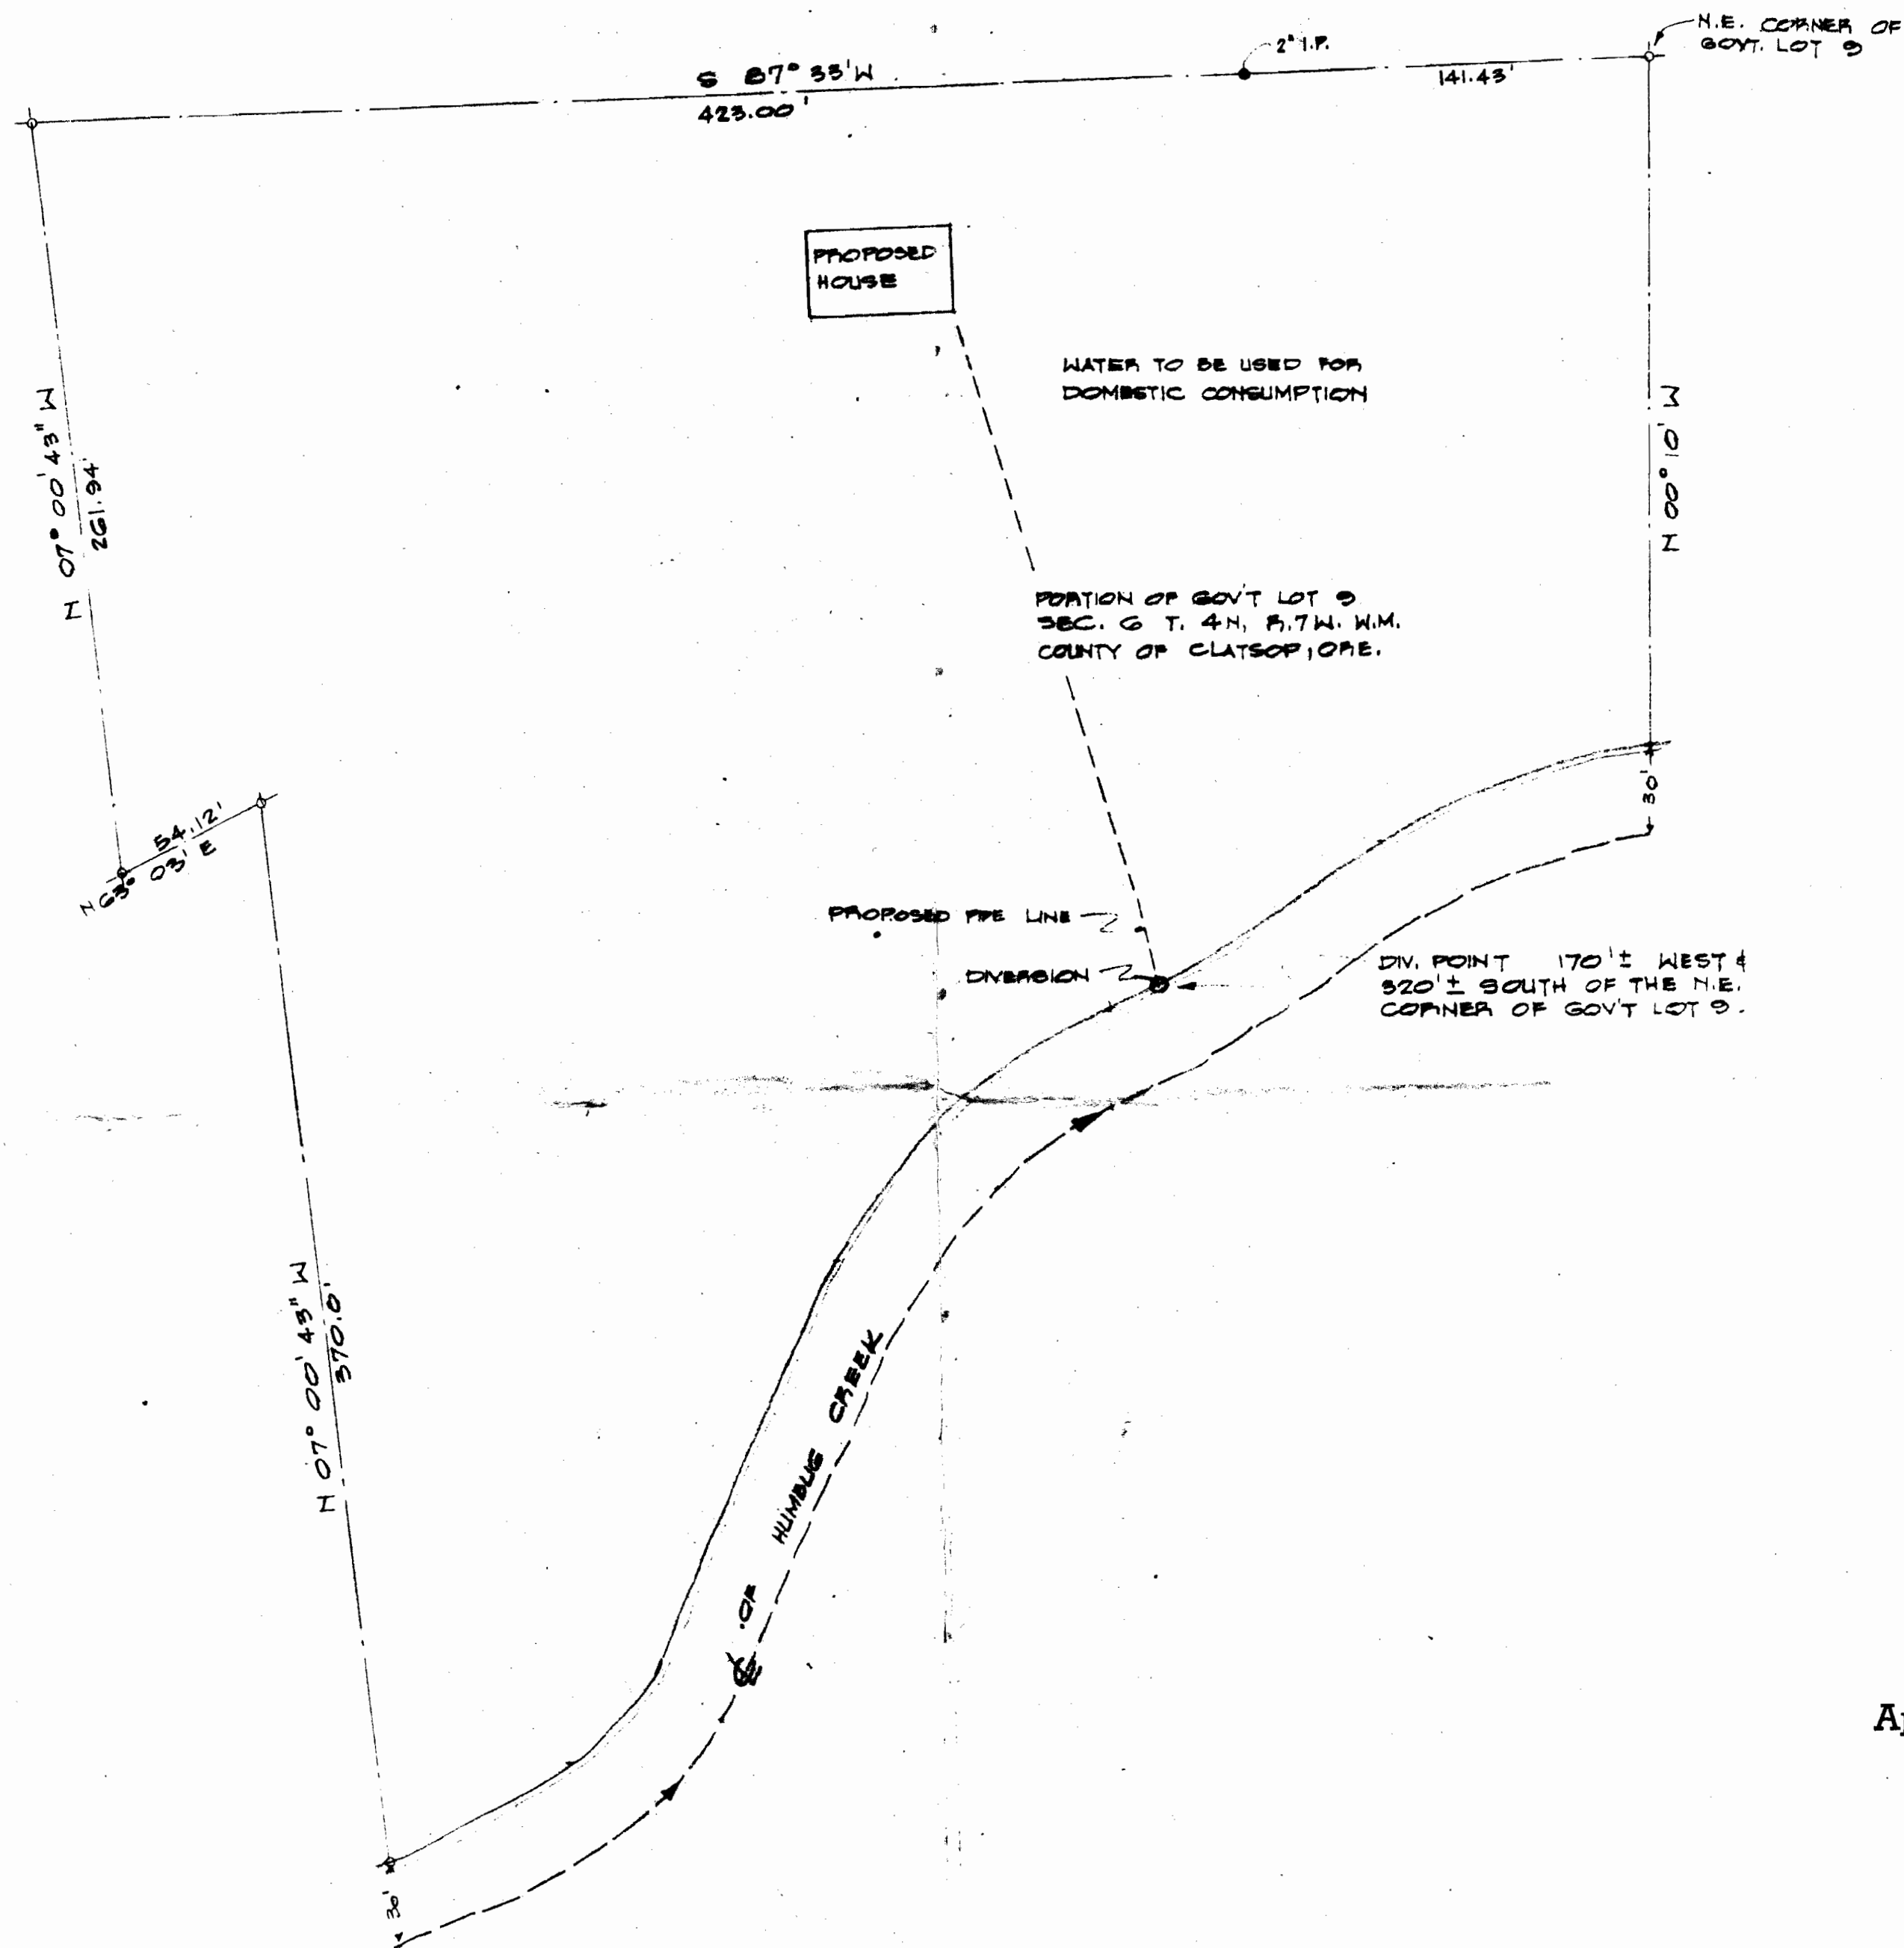 N.E. CORNER OF
GOVT. LOT 9
2" I.P.
S 87° 33' W
423.00'
141.43'
PROPOSED
HOUSE
WATER TO BE USED FOR
DOMESTIC CONSUMPTION
N 07° 00' 43" W
261.94'
N 00° 10' W
PORTION OF GOV'T LOT 9
SEC. 6 T. 4N, R.7W. W.M.
COUNTY OF CLATSOP, ORE.
30'
54.12'
N 63° 03' E
PROPOSED PIPE LINE
DIVERSION
DIV. POINT 170'± WEST &
320'± SOUTH OF THE N.E.
CORNER OF GOV'T LOT 9.
N 07° 00' 43" W
370.0'
℄ OF HUMBUG CREEK
30'